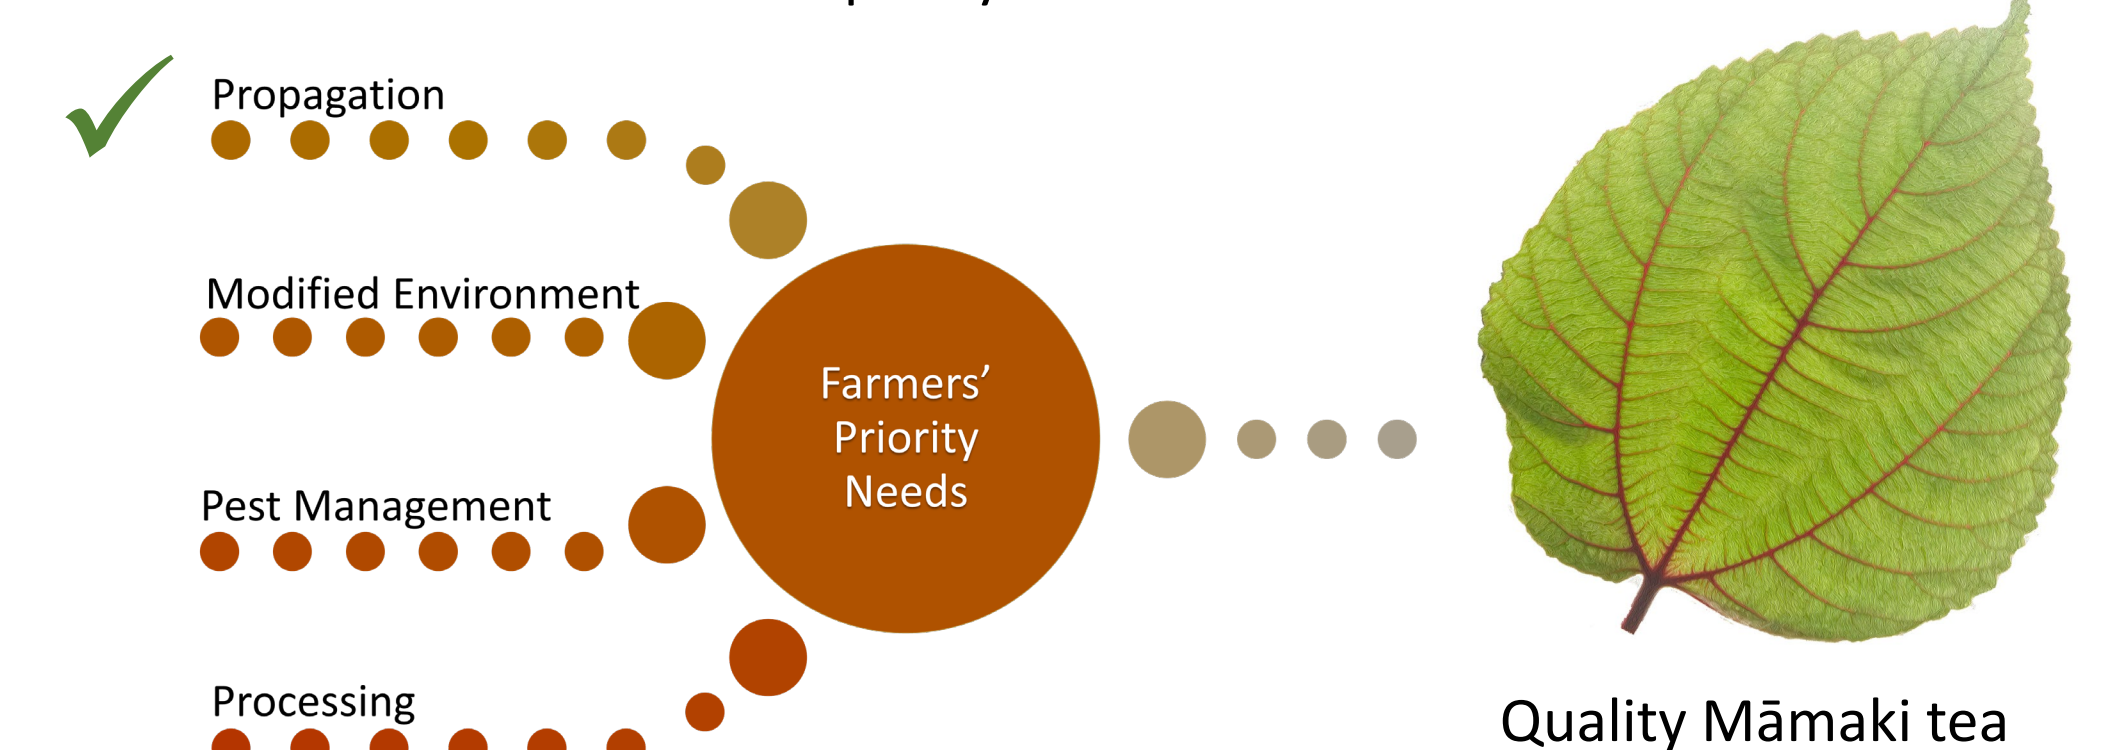 Propagation
Modified Environment
Farmers’
Priority
Needs
Pest Management
Processing
Quality Māmaki tea